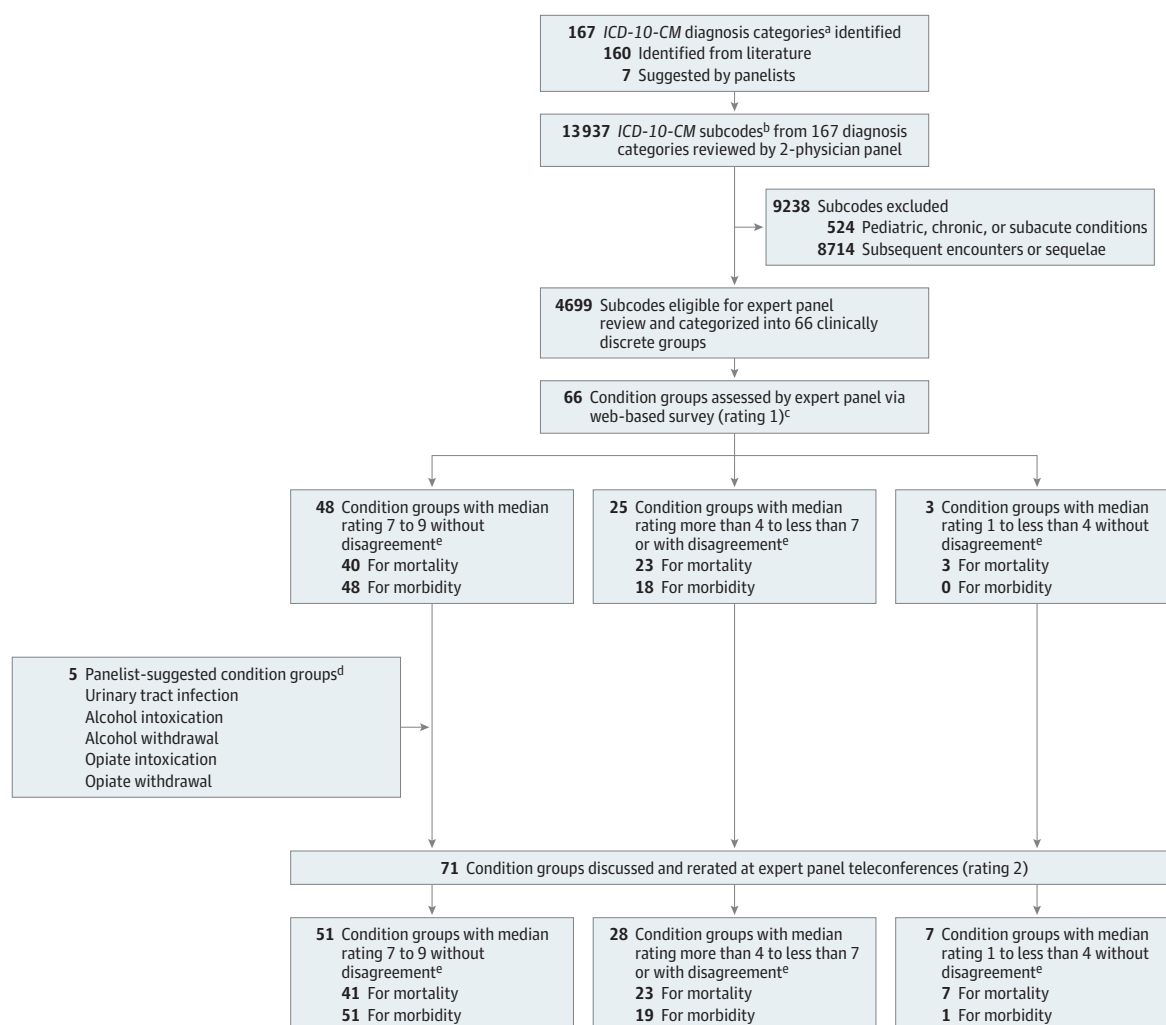 167 ICD-10-CM diagnosis categoriesa identified
160 Identified from literature
7 Suggested by panelists
13 937 ICD-10-CM subcodesb from 167 diagnosis
categories reviewed by 2-physician panel
9238 Subcodes excluded
524 Pediatric, chronic, or subacute conditions
8714 Subsequent encounters or sequelae
4699 Subcodes eligible for expert panel
review and categorized into 66 clinically
discrete groups
66 Condition groups assessed by expert panel via
web-based survey (rating 1)c
48 Condition groups with median
rating 7 to 9 without
disagreemente
40 For mortality
48 For morbidity
25 Condition groups with median
rating more than 4 to less than 7
or with disagreemente
23 For mortality
18 For morbidity
3 Condition groups with median
rating 1 to less than 4 without
disagreemente
3 For mortality
0 For morbidity
5 Panelist-suggested condition groupsd
Urinary tract infection
Alcohol intoxication
Alcohol withdrawal
Opiate intoxication
Opiate withdrawal
71 Condition groups discussed and rerated at expert panel teleconferences (rating 2)
51 Condition groups with median
rating 7 to 9 without
disagreemente
41 For mortality
51 For morbidity
28 Condition groups with median
rating more than 4 to less than 7
or with disagreemente
23 For mortality
19 For morbidity
7 Condition groups with median
rating 1 to less than 4 without
disagreemente
7 For mortality
1 For morbidity